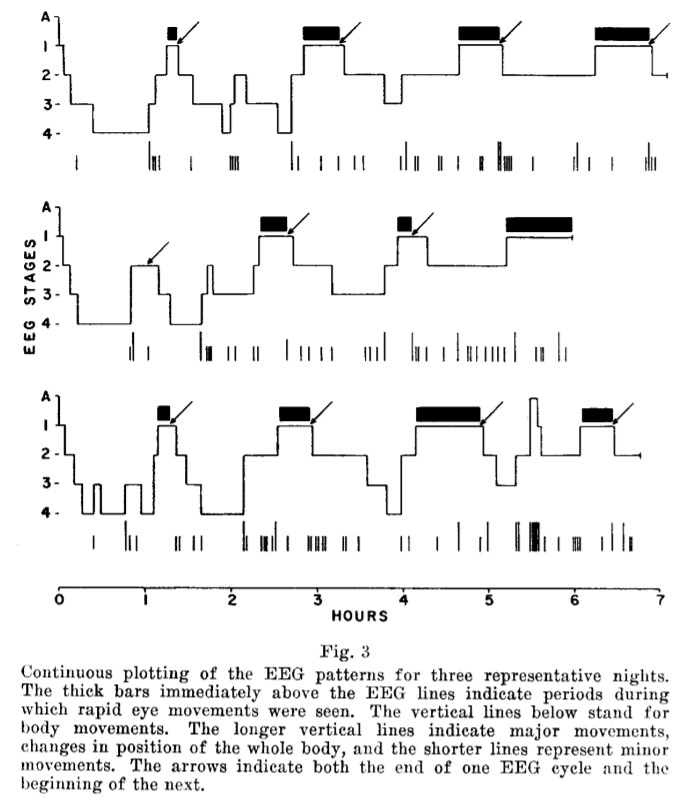 A
1
2
3
4
A
1
2
3
4
EEG STAGES
A
1
2
3
4
0 1 2 3 4 5 6 7
HOURS
Fig. 3
Continuous plotting of the EEG patterns for three representative nights.
The thick bars immediately above the EEG lines indicate periods during
which rapid eye movements were seen. The vertical lines below stand for
body movements. The longer vertical lines indicate major movements,
changes in position of the whole body, and the shorter lines represent minor
movements. The arrows indicate both the end of one EEG cycle and the
beginning of the next.